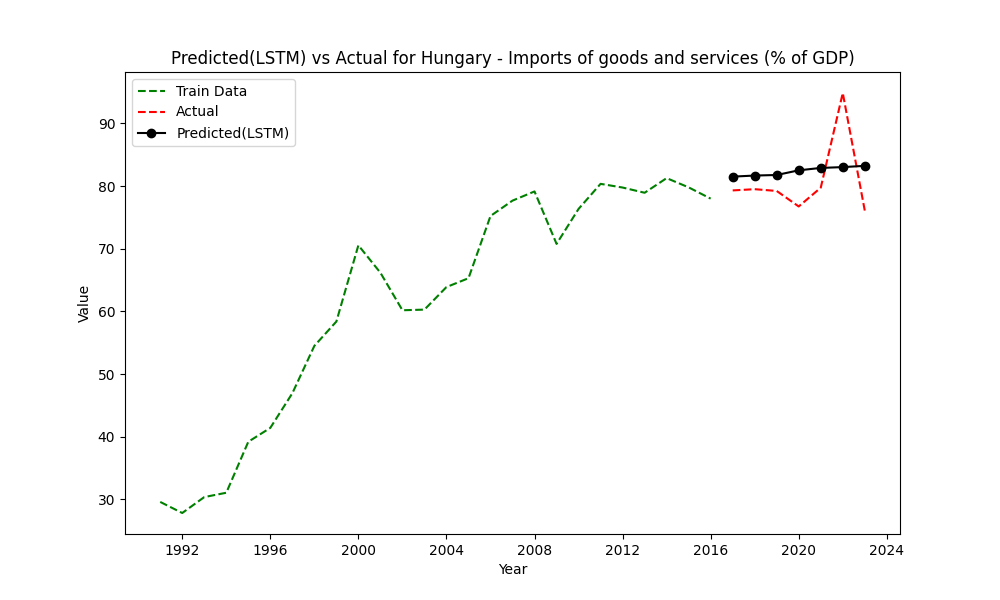 Predicted(LSTM) vs Actual for Hungary - Imports of goods and services (% of GDP)
Train Data
Actual
Predicted(LSTM)
90
80
70
60
50
40
30
Value
1992 1996 2000 2004 2008 2012 2016 2020 2024
Year